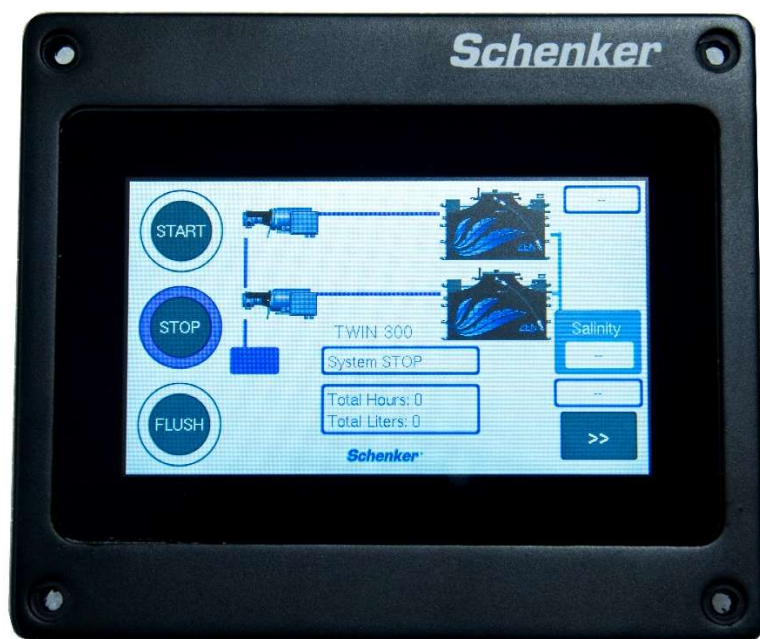 Schenker
START
--
STOP
TWIN 300
Salinity
System STOP
--
Total Hours: 0
Total Liters: 0
--
FLUSH
>>
Schenker